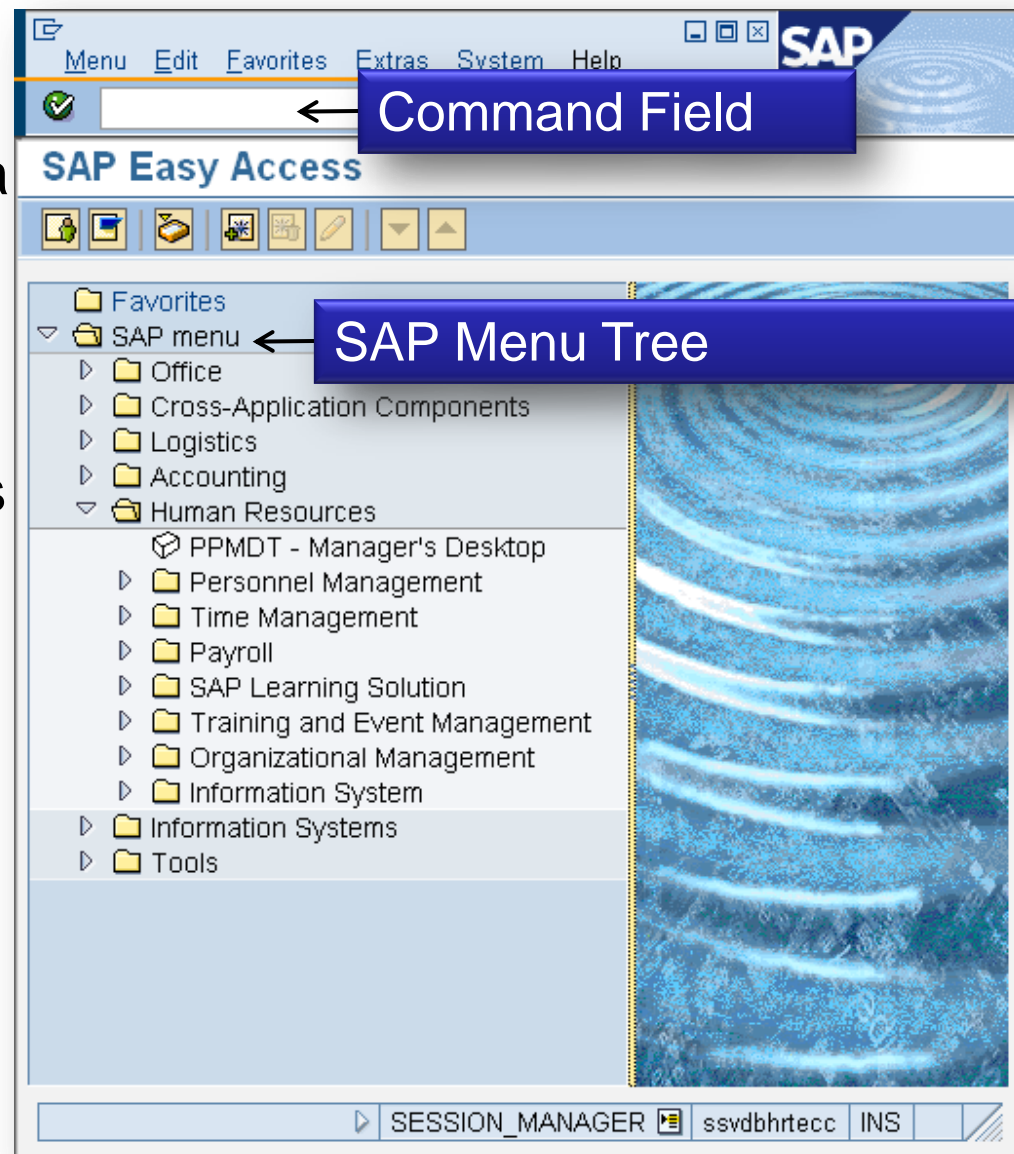 Menu Edit Favorites Extras System Help
SAP
Command Field
a
SAP Easy Access
Favorites
SAP menu
SAP Menu Tree
Office
Cross-Application Components
Logistics
Accounting
s
Human Resources
PPMDT - Manager's Desktop
Personnel Management
Time Management
Payroll
SAP Learning Solution
Training and Event Management
Organizational Management
Information System
Information Systems
Tools
SESSION_MANAGER ssvdbhrtecc INS